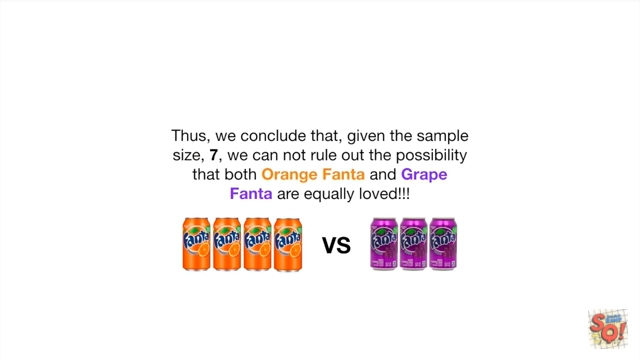 Thus, we conclude that, given the sample
size, 7, we can not rule out the possibility
that both Orange Fanta and Grape
Fanta are equally loved!!!
Fanta Fanta Fanta Fanta VS Fanta Fanta Fanta
SQ!